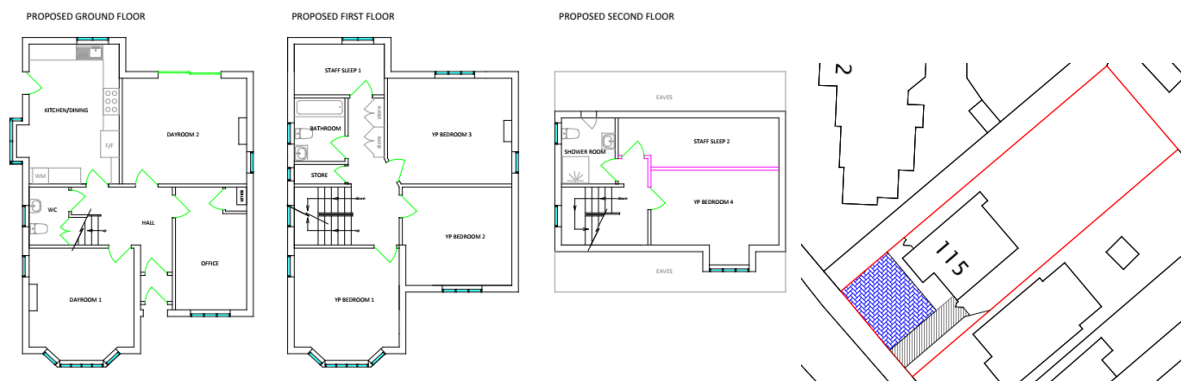 PROPOSED GROUND FLOOR
KITCHEN/DINING
F/F
WM
DAYROOM 2
WC
HALL
OFFICE
DAYROOM 1
PROPOSED FIRST FLOOR
STAFF SLEEP 1
BATHROOM
STORE
YP BEDROOM 3
down
YP BEDROOM 2
YP BEDROOM 1
PROPOSED SECOND FLOOR
EAVES
SHOWER ROOM
STAFF SLEEP 2
down
YP BEDROOM 4
EAVES
2
115